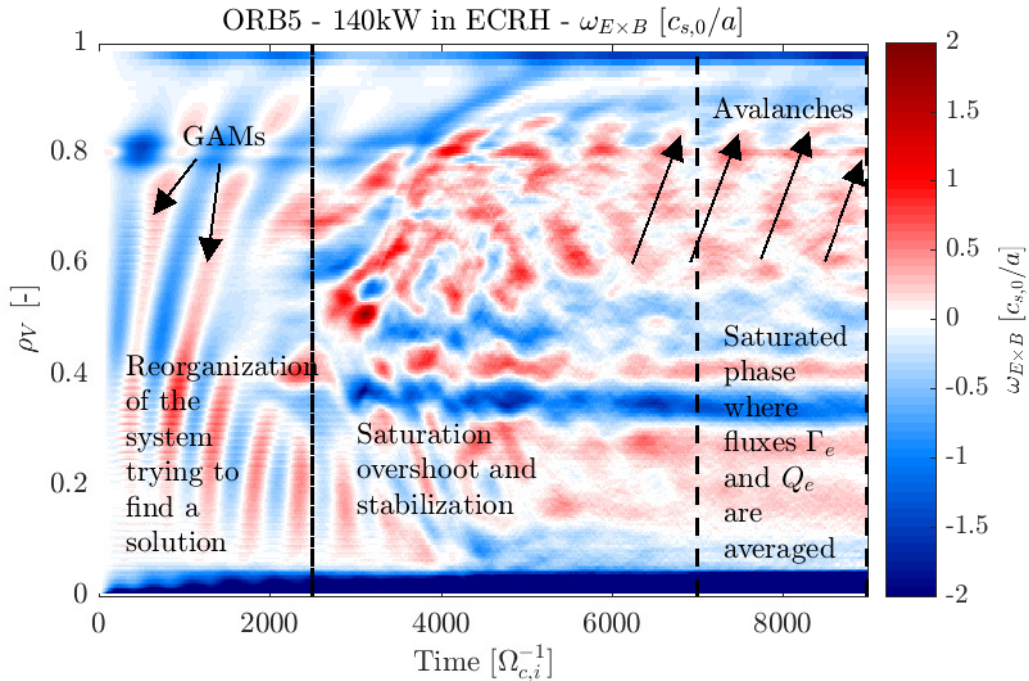 ORB5 - 140kW in ECRH - ω_{E×B} [c_{s,0}/a]
1
0.8
0.6
0.4
0.2
0
ρ_V [-]
GAMs
Avalanches
Reorganization
of the
system
trying to
find a
solution
Saturation
overshoot and
stabilization
Saturated
phase
where
fluxes Γ_e
and Q_e
are
averaged
0
2000
4000
6000
8000
Time [Ω_{c,i}^{-1}]
2
1.5
1
0.5
0
-0.5
-1
-1.5
-2
ω_{E×B} [c_{s,0}/a]